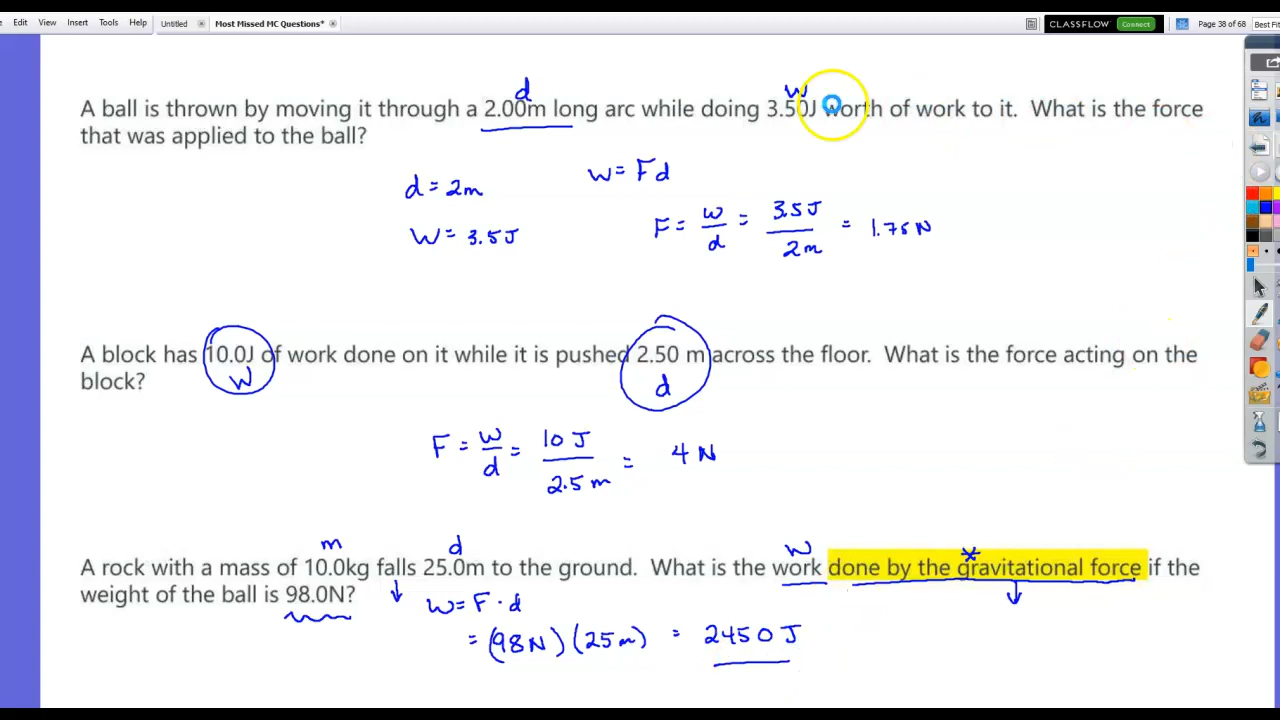 Edit View Insert Tools Help Untitled Most Missed MC Questions* CLASSFLOW Connect Page 38 of 68 Best Fit
d W
A ball is thrown by moving it through a 2.00m long arc while doing 3.50J worth of work to it. What is the force
that was applied to the ball?
d = 2m W = Fd
W = 3.5J F = W/d = 3.5J/2m = 1.75N
A block has 10.0J of work done on it while it is pushed 2.50 m across the floor. What is the force acting on the
block?
W d
F = W/d = 10 J/2.5m = 4 N
m d W *
A rock with a mass of 10.0kg falls 25.0m to the ground. What is the work done by the gravitational force if the
weight of the ball is 98.0N?
W = F · d
= (98N)(25m) = 2450 J